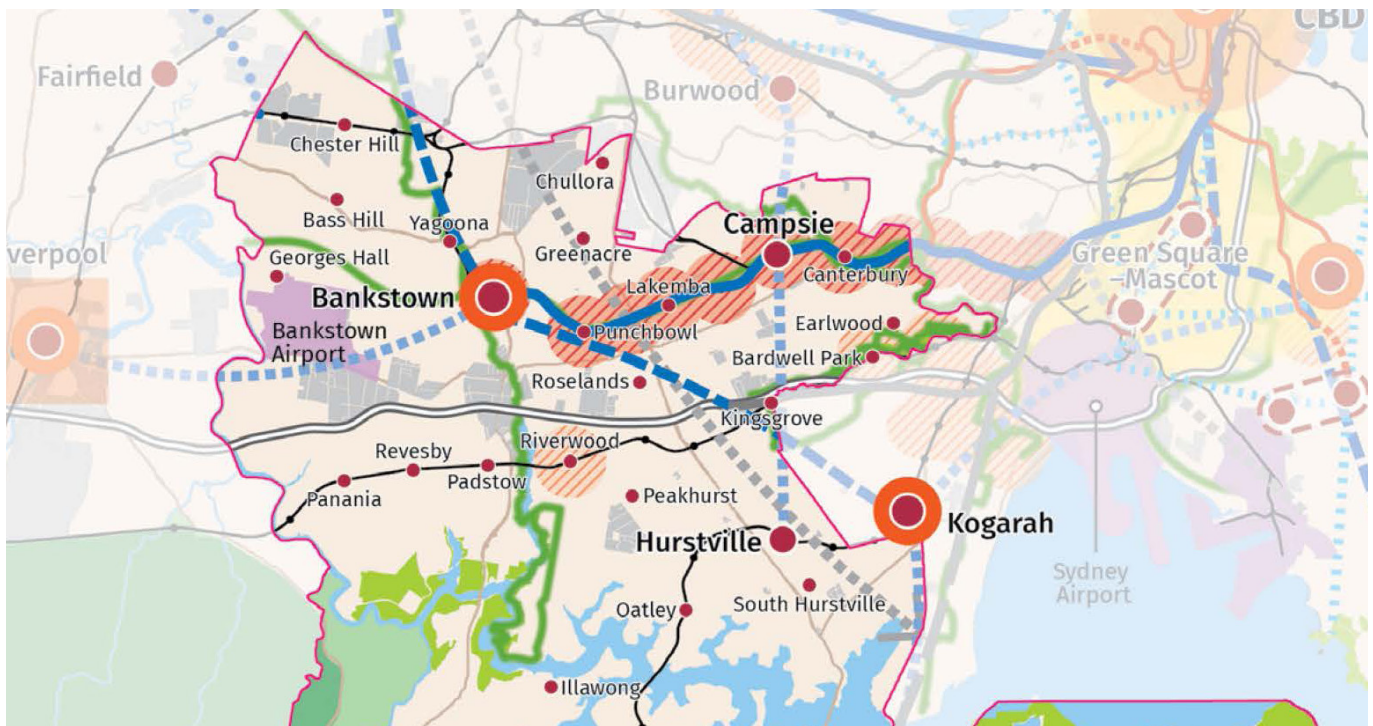 CBD
Fairfield
Burwood
Chester Hill
Chullora
Bass Hill
Yagoona
Campsie
Greenacre
Canterbury
Green Square
–Mascot
verpool
Georges Hall
Lakemba
Bankstown
Bankstown
Airport
Punchbowl
Earlwood
Bardwell Park
Roselands
Kingsgrove
Riverwood
Revesby
Padstow
Panania
Peakhurst
Kogarah
Hurstville
Sydney
Airport
South Hurstville
Oatley
Illawong